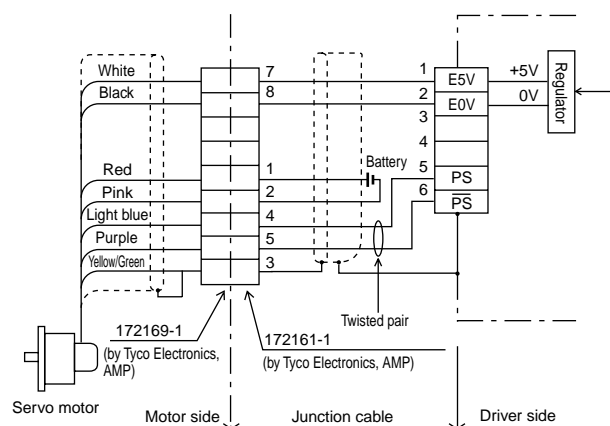 White
Black
Red
Pink
Light blue
Purple
Yellow/Green
7
8
1
2
4
5
3
Battery
Twisted pair
1
2
3
4
5
6
E5V
E0V
PS
P̅S̅
+5V
0V
Regulator
172169-1
(by Tyco Electronics,
AMP)
172161-1
(by Tyco Electronics, AMP)
Servo motor
Motor side
Junction cable
Driver side